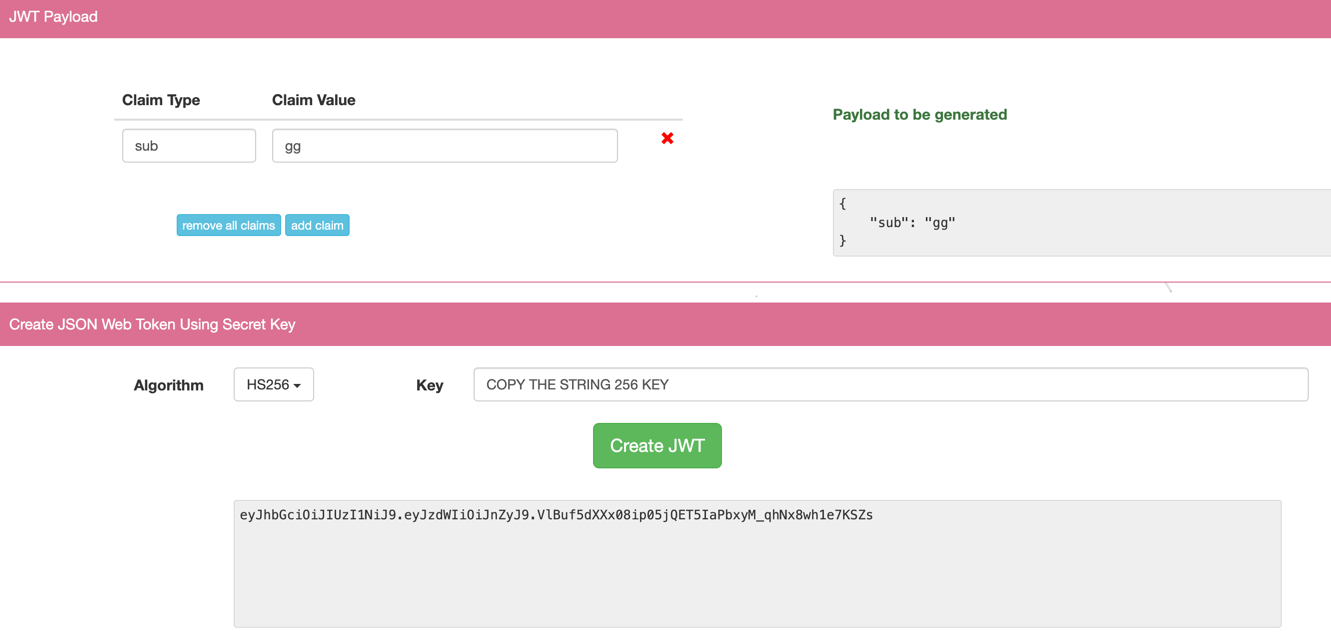 JWT Payload
Claim Type Claim Value
Payload to be generated
sub gg
{
"sub": "gg"
}
remove all claims add claim
Create JSON Web Token Using Secret Key
Algorithm HS256 Key COPY THE STRING 256 KEY
Create JWT
eyJhbGciOiJIUzI1NiJ9.eyJzdWIiOiJnZyJ9.VlBuf5dXXx08ip05jQET5IaPbxyM_qhNx8wh1e7KSZs